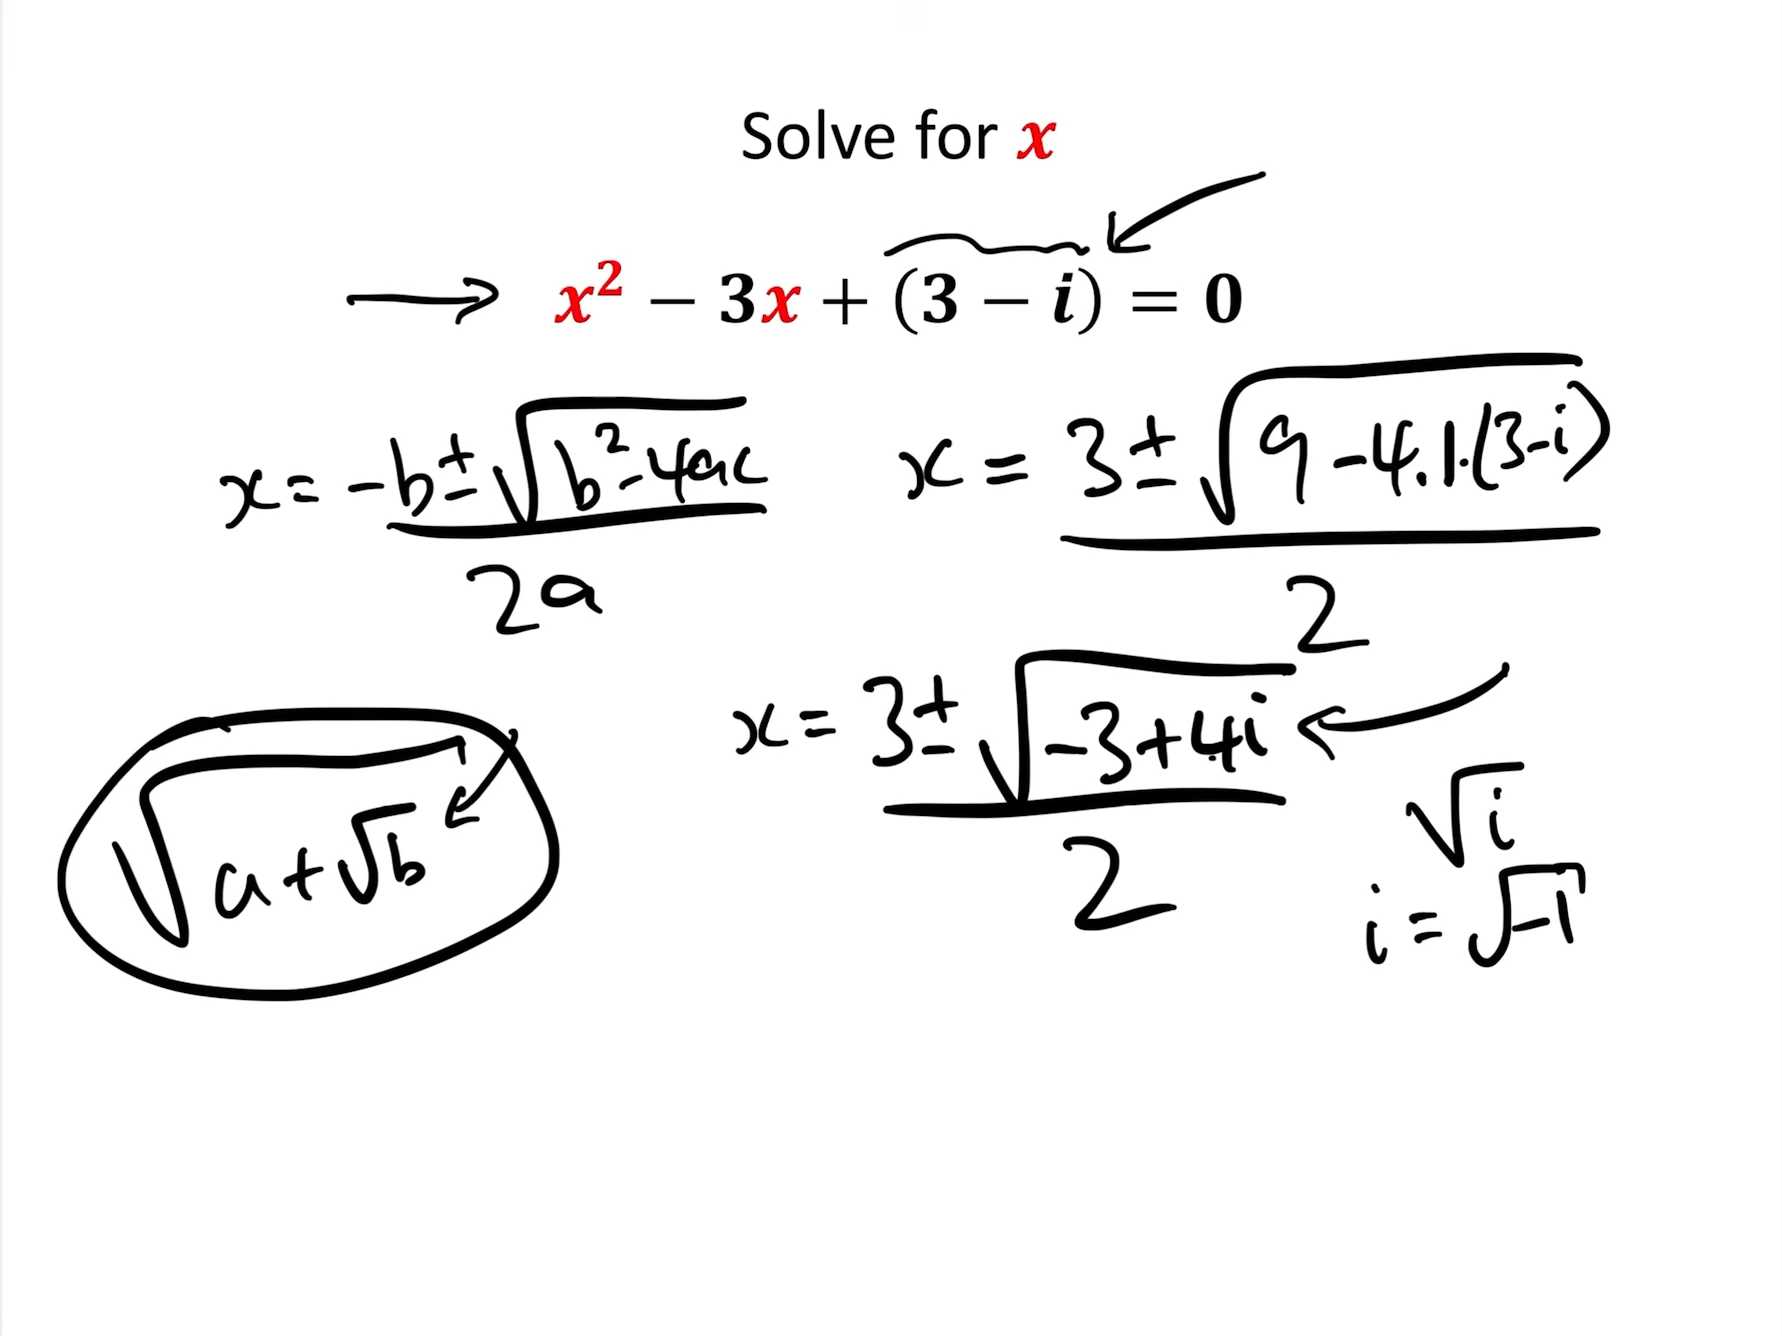 Solve for x
x² − 3x + (3 − i) = 0
x = -b ± √(b² - 4ac) / 2a
x = 3 ± √(9 - 4.1.(3-i)) / 2
x = 3 ± √(-3+4i) / 2
√(a+√b)
√i
i = √-1